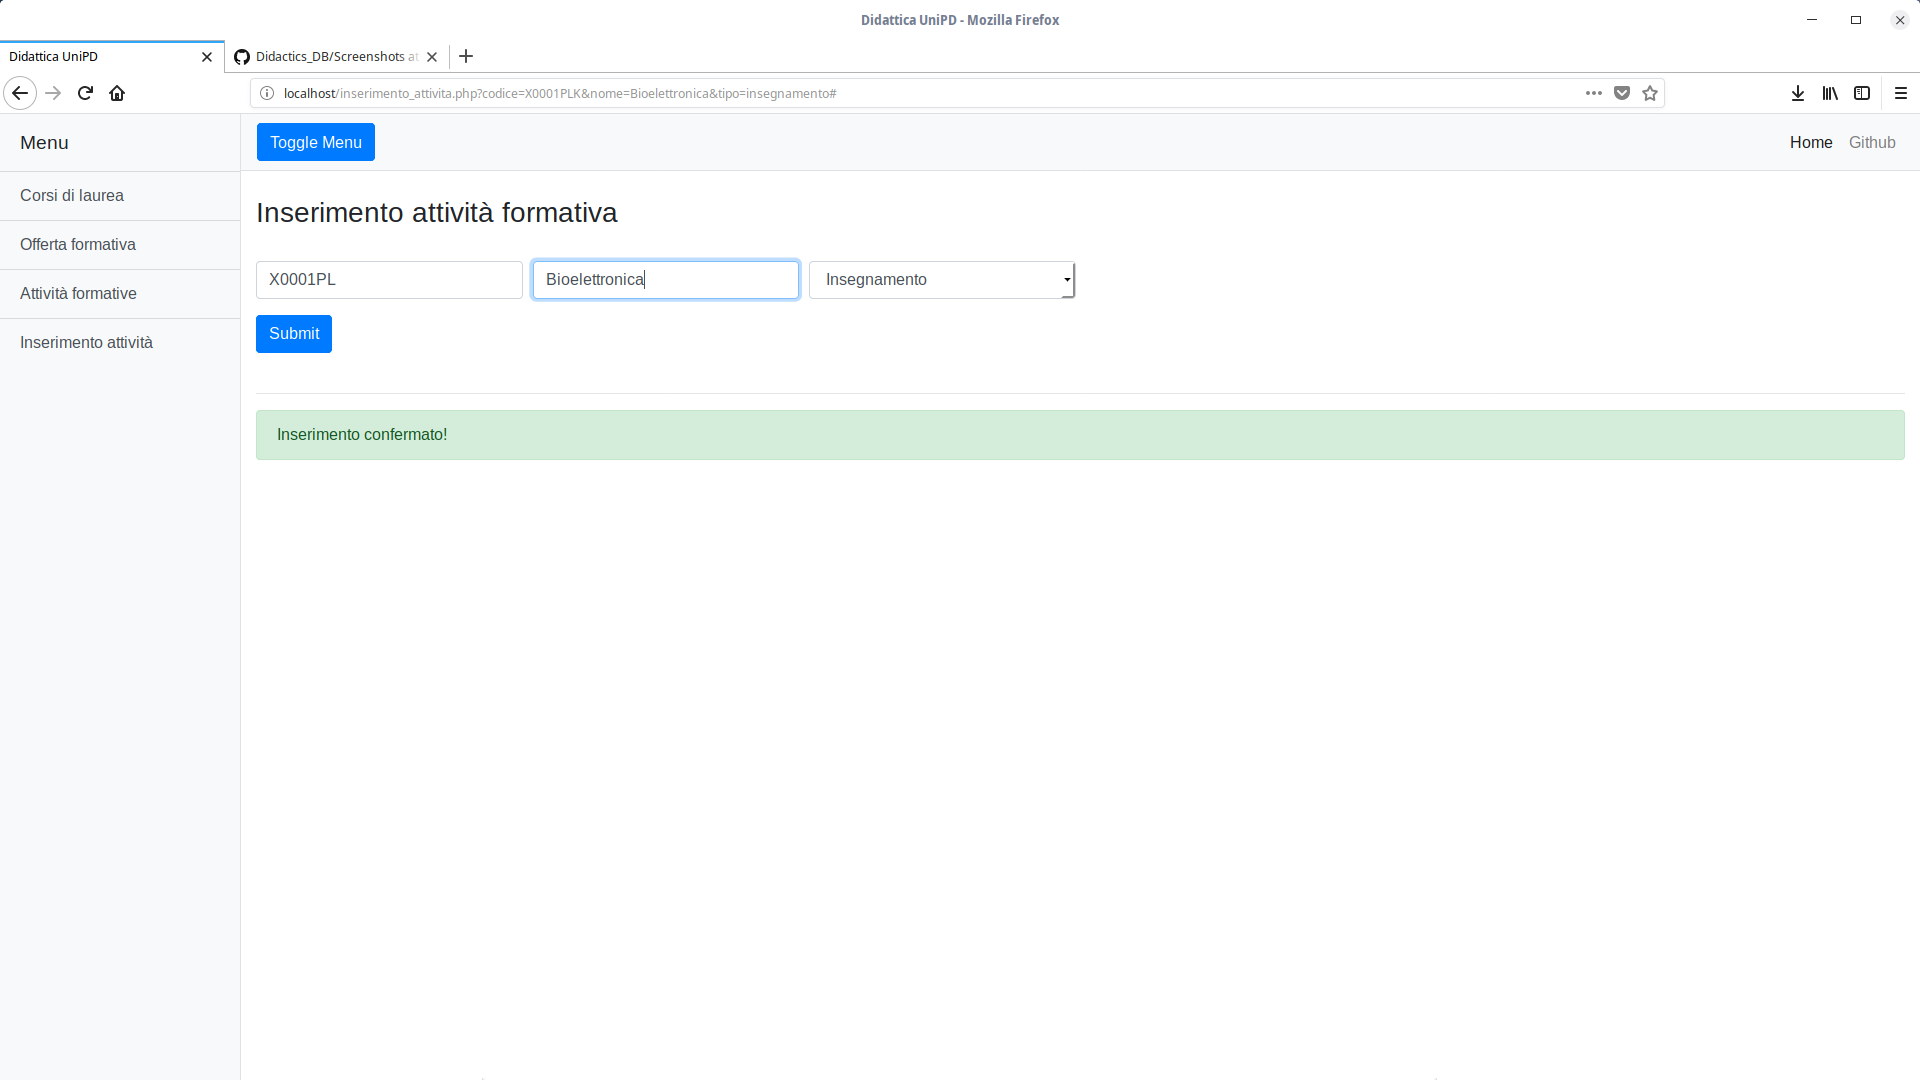 Didattica UniPD - Mozilla Firefox
Didattica UniPD
Didactics_DB/Screenshots at
localhost/inserimento_attivita.php?codice=X0001PLK&nome=Bioelettronica&tipo=insegnamento#
Menu
Toggle Menu
Home
Github
Corsi di laurea
Offerta formativa
Attività formative
Inserimento attività
Inserimento attività formativa
X0001PL
Bioelettronica
Insegnamento
Submit
Inserimento confermato!